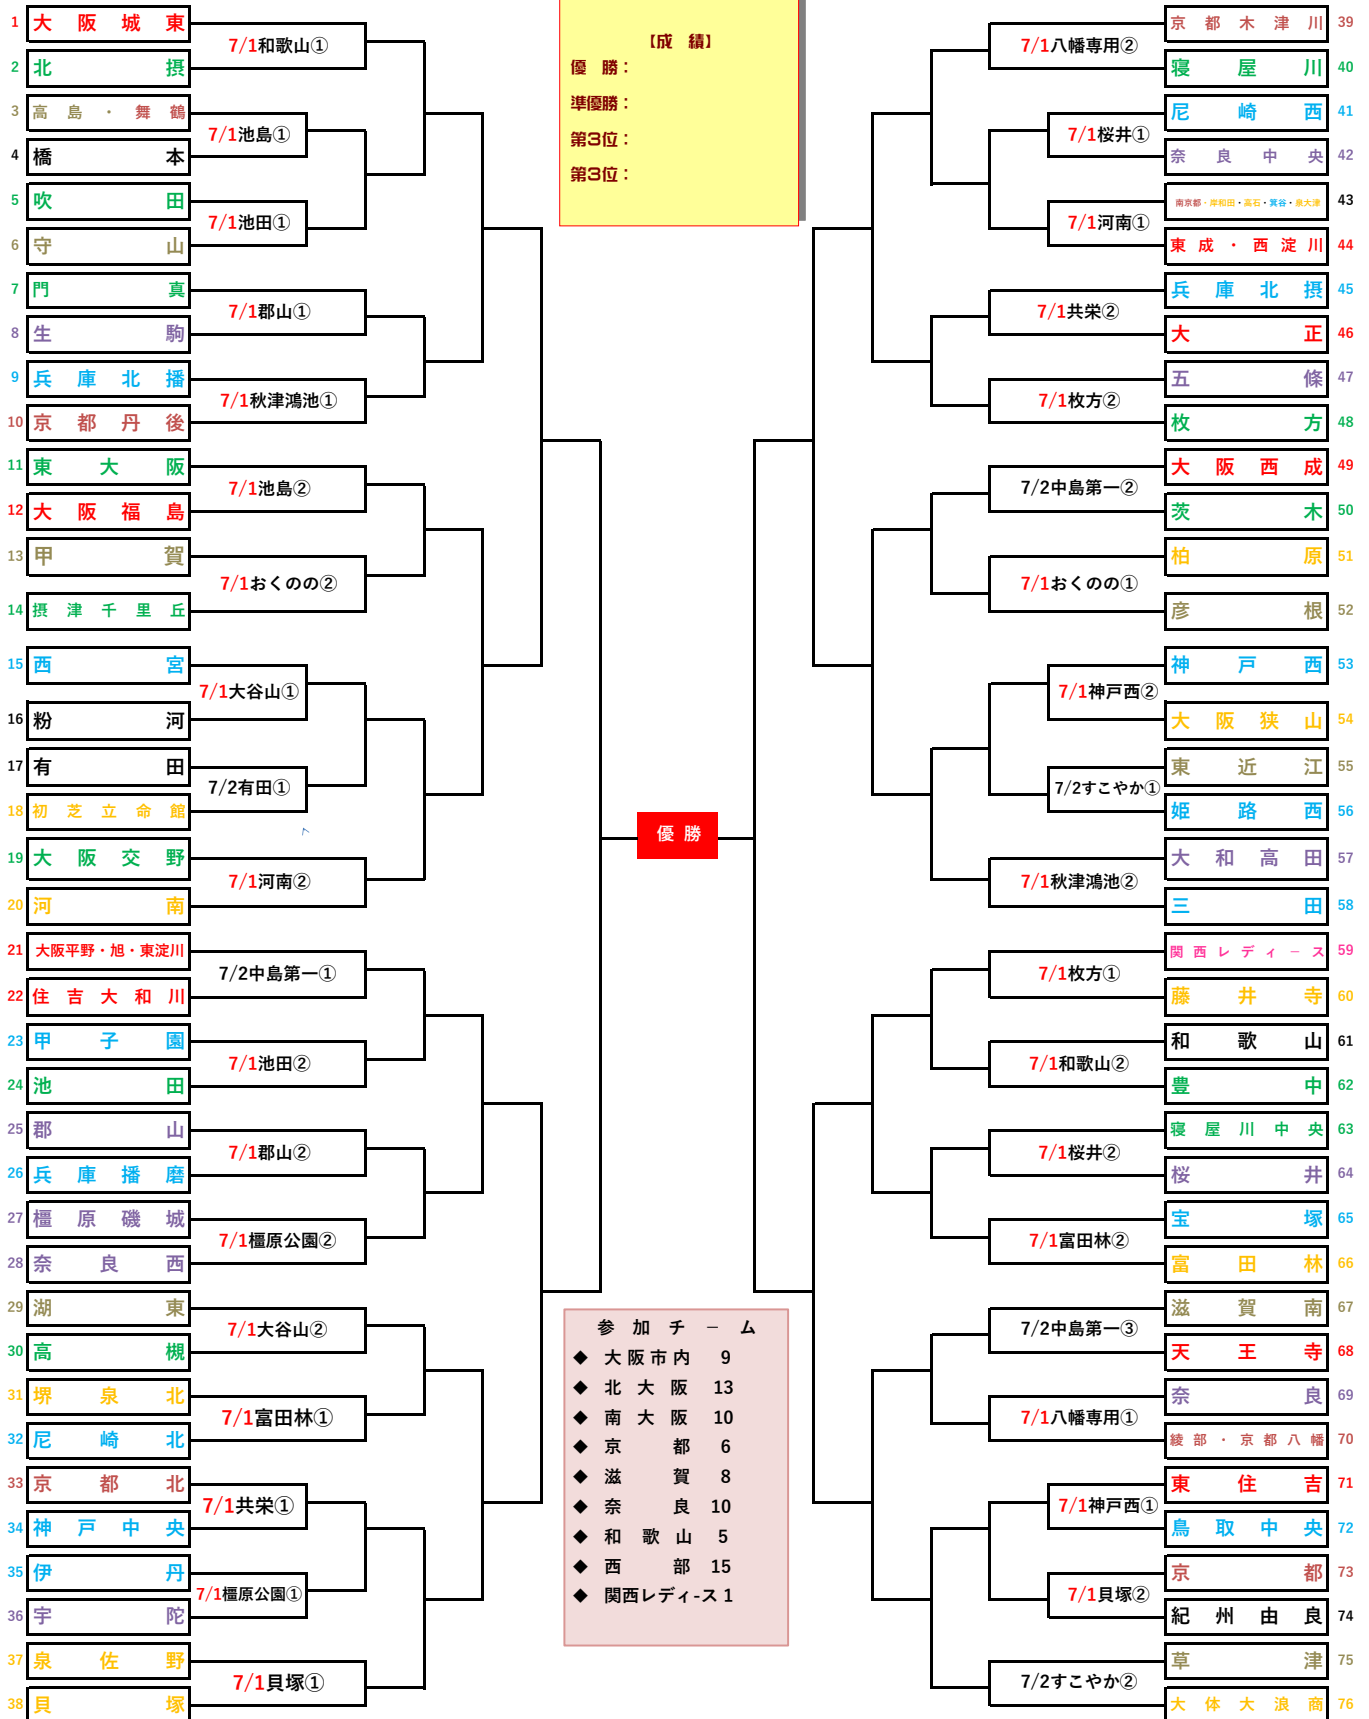 1 大阪城東
2 北摂
7/1和歌山①
3 高島・舞鶴
4 橋本
7/1池島①
5 吹田
6 守山
7/1池田①
7 門真
8 生駒
7/1郡山①
9 兵庫北播
10 京都丹後
7/1秋津鴻池①
11 東大阪
12 大阪福島
7/1池島②
13 甲賀
14 摂津千里丘
7/1おくのの②
15 西宮
16 粉河
7/1大谷山①
17 有田
18 初芝立命館
7/2有田①
19 大阪交野
20 河南
7/1河南②
21 大阪平野・旭・東淀川
22 住吉大和川
7/2中島第一①
23 甲子園
24 池田
7/1池田②
25 郡山
26 兵庫播磨
7/1郡山②
27 橿原磯城
28 奈良西
7/1橿原公園②
29 湖東
30 高槻
7/1大谷山②
31 堺泉北
32 尼崎北
7/1富田林①
33 京都北
34 神戸中央
7/1共栄①
35 伊丹
36 宇陀
7/1橿原公園①
37 泉佐野
38 貝塚
7/1貝塚①
【成 績】
優 勝：
準優勝：
第3位：
第3位：
優勝
参加チーム
◆ 大阪市内 9
◆ 北大阪 13
◆ 南大阪 10
◆ 京都 6
◆ 滋賀 8
◆ 奈良 10
◆ 和歌山 5
◆ 西部 15
◆ 関西レディ-ス 1
京都木津川 39
寝屋川 40
7/1八幡専用②
尼崎西 41
奈良中央 42
7/1桜井①
南京都・岸和田・高石・箕谷・泉大津 43
東成・西淀川 44
7/1河南①
兵庫北摂 45
大正 46
7/1共栄②
五條 47
枚方 48
7/1枚方②
大阪西成 49
茨木 50
7/2中島第一②
柏原 51
彦根 52
7/1おくのの①
神戸西 53
大阪狭山 54
7/1神戸西②
東近江 55
姫路西 56
7/2すこやか①
大和高田 57
三田 58
7/1秋津鴻池②
関西レディース 59
藤井寺 60
7/1枚方①
和歌山 61
豊中 62
7/1和歌山②
寝屋川中央 63
桜井 64
7/1桜井②
宝塚 65
富田林 66
7/1富田林②
滋賀南 67
天王寺 68
7/2中島第一③
奈良 69
綾部・京都八幡 70
7/1八幡専用①
東住吉 71
鳥取中央 72
7/1神戸西①
京都 73
紀州由良 74
7/1貝塚②
草津 75
大体大浪商 76
7/2すこやか②